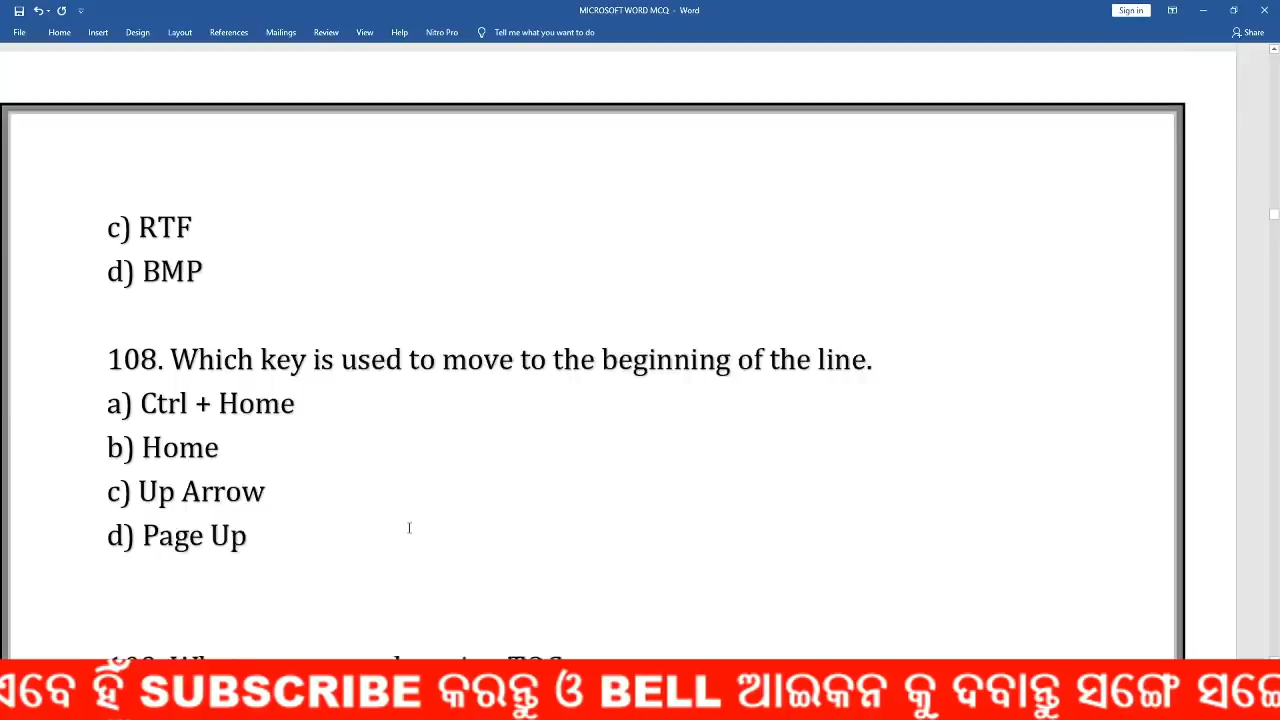 MICROSOFT WORD MCQ - Word
Sign in
File Home Insert Design Layout References Mailings Review View Help Nitro Pro Tell me what you want to do Share
c) RTF
d) BMP
108. Which key is used to move to the beginning of the line.
a) Ctrl + Home
b) Home
c) Up Arrow
d) Page Up
ଏବେ ହିଁ SUBSCRIBE କରନ୍ତୁ ଓ BELL ଆଇକନ କୁ ଦବାନ୍ତୁ ସଙ୍ଗେ